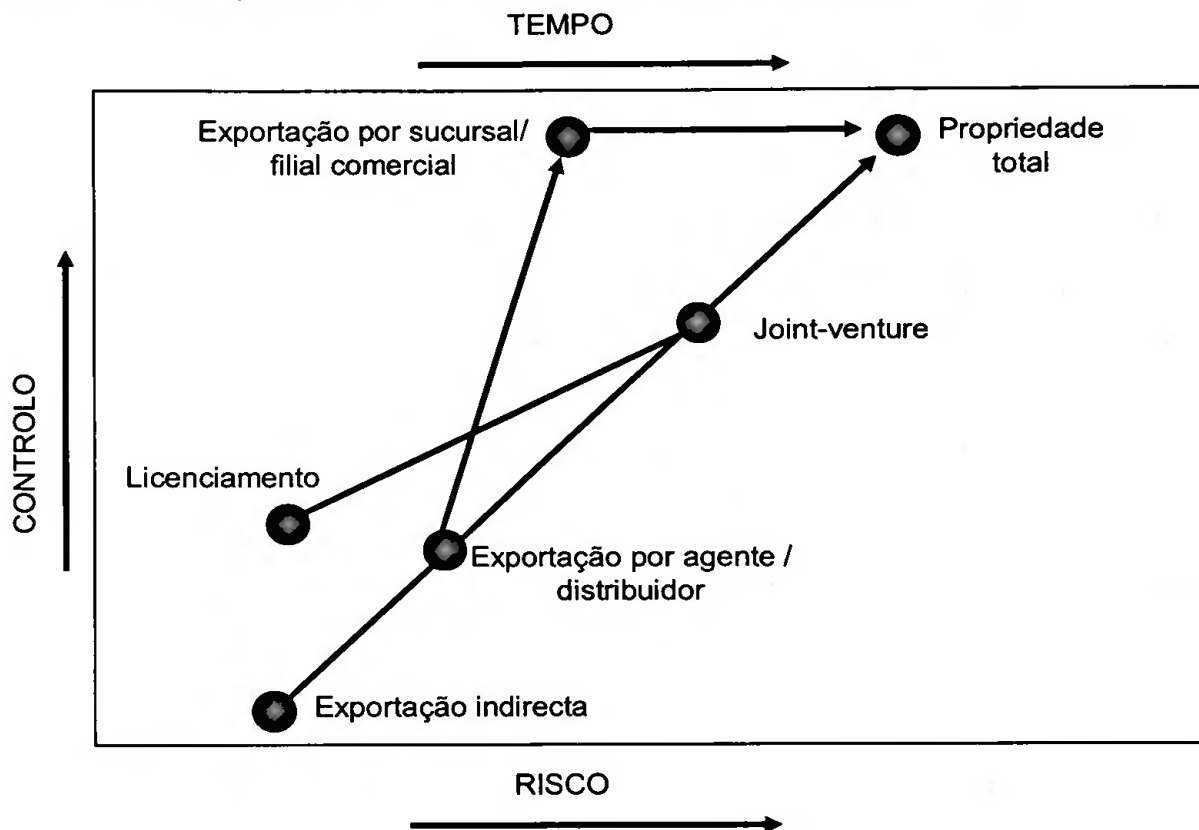 TEMPO
Exportação por sucursal/
filial comercial
Propriedade
total
Joint-venture
CONTROLO
Licenciamento
Exportação por agente /
distribuidor
Exportação indirecta
RISCO